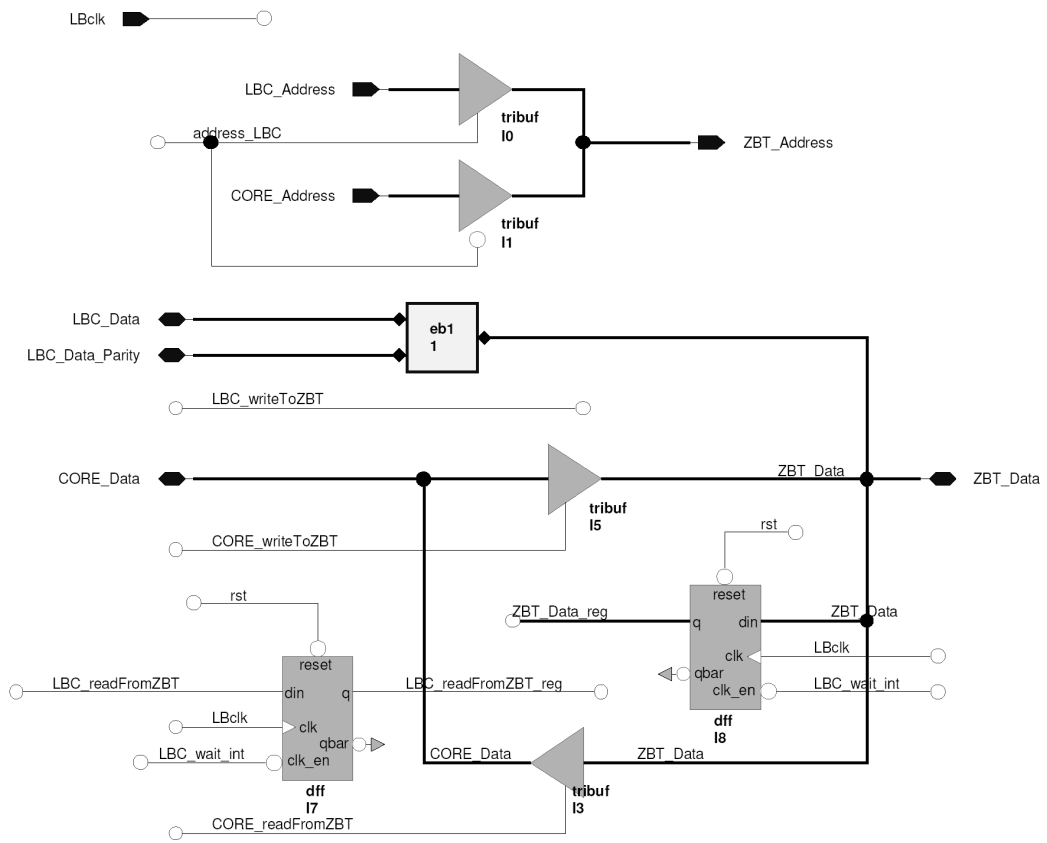 LBclk
LBC_Address
tribuf
I0
address_LBC
ZBT_Address
CORE_Address
tribuf
I1
LBC_Data
eb1
1
LBC_Data_Parity
LBC_writeToZBT
CORE_Data
ZBT_Data
ZBT_Data
tribuf
I5
CORE_writeToZBT
rst
reset
rst
ZBT_Data_reg
q
din
ZBT_Data
clk
LBclk
reset
qbar
LBC_readFromZBT
din
q
LBC_readFromZBT_reg
clk_en
LBC_wait_int
dff
I8
LBclk
clk
qbar
LBC_wait_int
clk_en
CORE_Data
ZBT_Data
dff
I7
tribuf
I3
CORE_readFromZBT